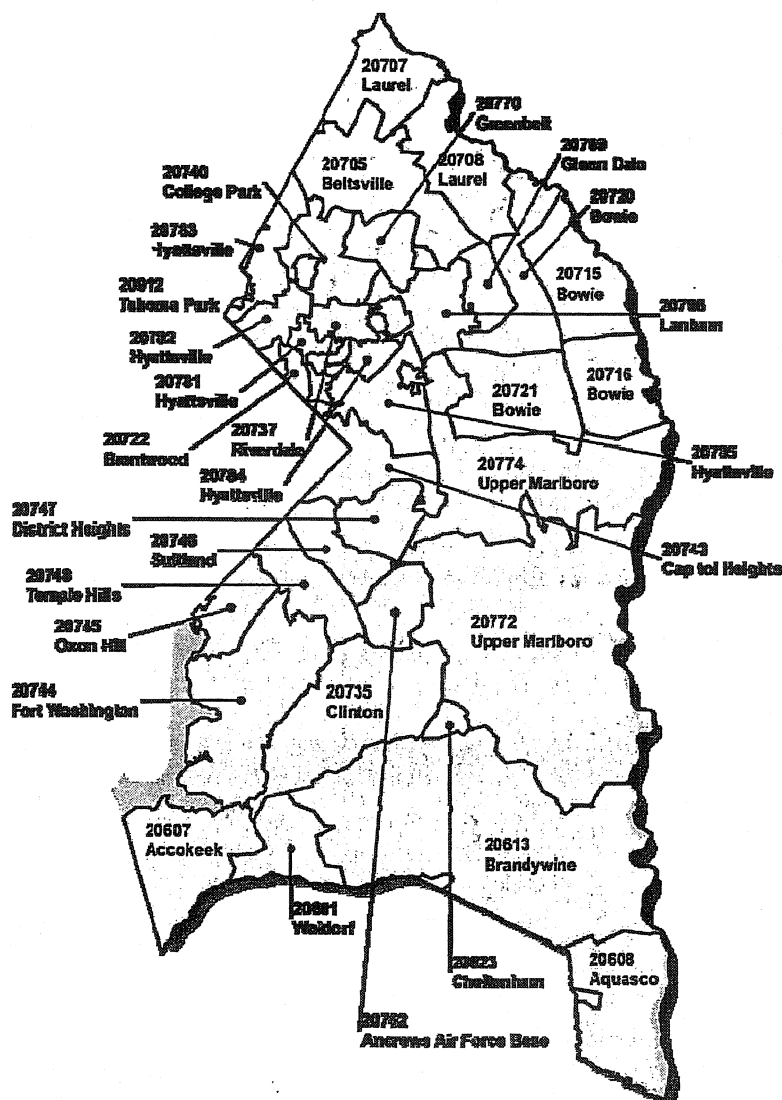 20707
Laurel
20770
Greenbelt
20705
Beltsville
20708
Laurel
20769
Glenn Dale
20740
College Park
20720
Bowie
20783
Hyattsville
20715
Bowie
20912
Takoma Park
20706
Lanham
20782
Hyattsville
20781
Hyattsville
20721
Bowie
20716
Bowie
20722
Brentwood
20737
Riverdale
20784
Hyattsville
20785
Hyattsville
20774
Upper Marlboro
20747
District Heights
20746
Suitland
20743
Cap tol Heights
20748
Temple Hills
20745
Oxon Hill
20772
Upper Marlboro
20744
Fort Washington
20735
Clinton
20607
Accokeek
20613
Brandywine
20601
Waldorf
20623
Cheltenham
20608
Aquasco
20762
Andrews Air Force Base